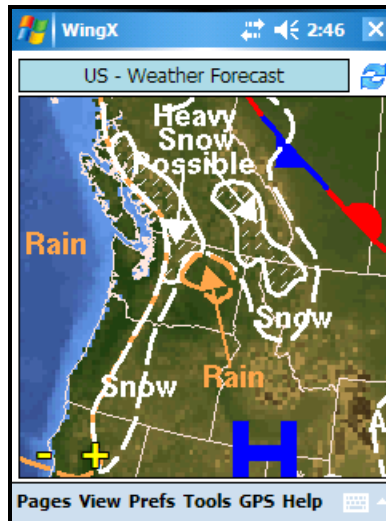 WingX 2:46
US - Weather Forecast
Heavy
Snow
Possible
Rain
Snow
Rain
Snow
- +
H
Pages View Prefs Tools GPS Help